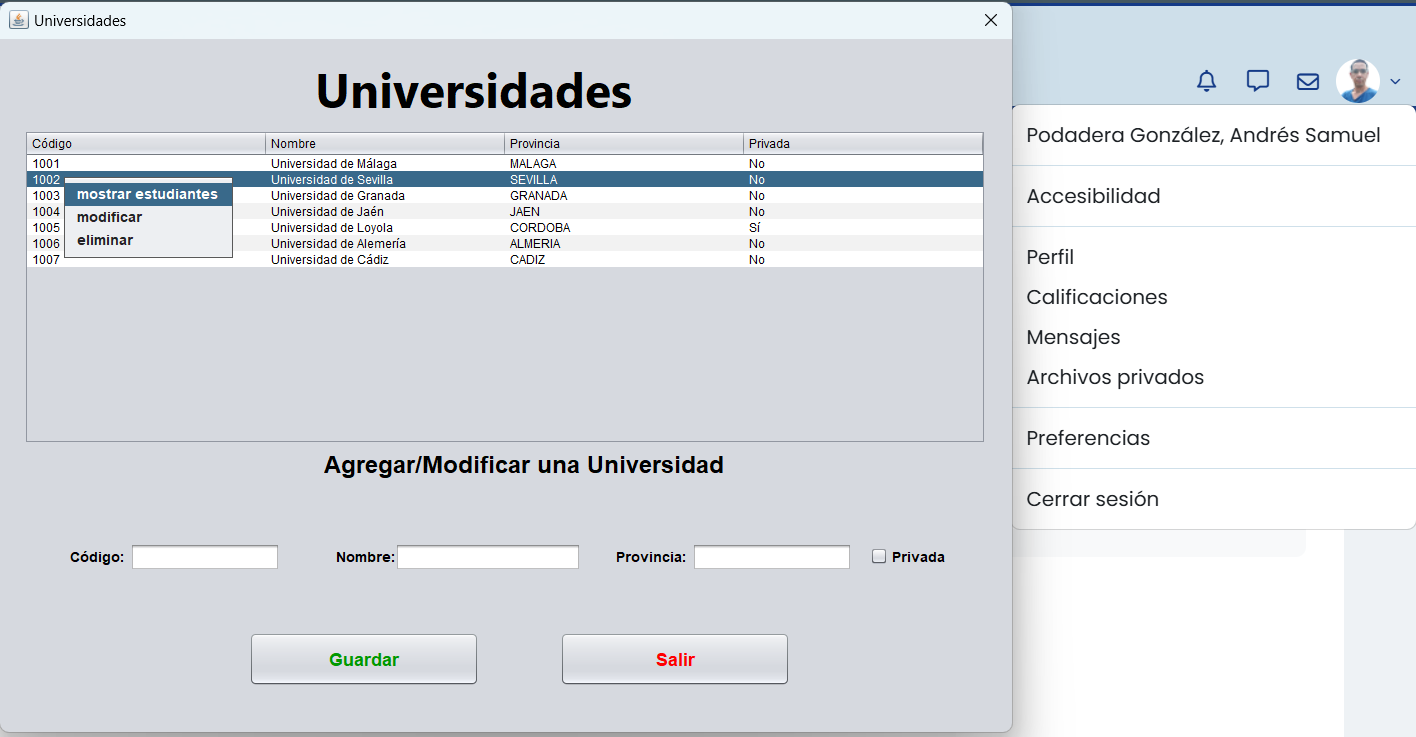 Universidades
Universidades
Código Nombre Provincia Privada
1001 Universidad de Málaga MALAGA No
1002 Universidad de Sevilla SEVILLA No
1003 Universidad de Granada GRANADA No
1004 Universidad de Jaén JAEN No
1005 Universidad de Loyola CORDOBA Sí
1006 Universidad de Alemería ALMERIA No
1007 Universidad de Cádiz CADIZ No
mostrar estudiantes
modificar
eliminar
Agregar/Modificar una Universidad
Código: Nombre: Provincia: Privada
Guardar Salir
Podadera González, Andrés Samuel
Accesibilidad
Perfil
Calificaciones
Mensajes
Archivos privados
Preferencias
Cerrar sesión